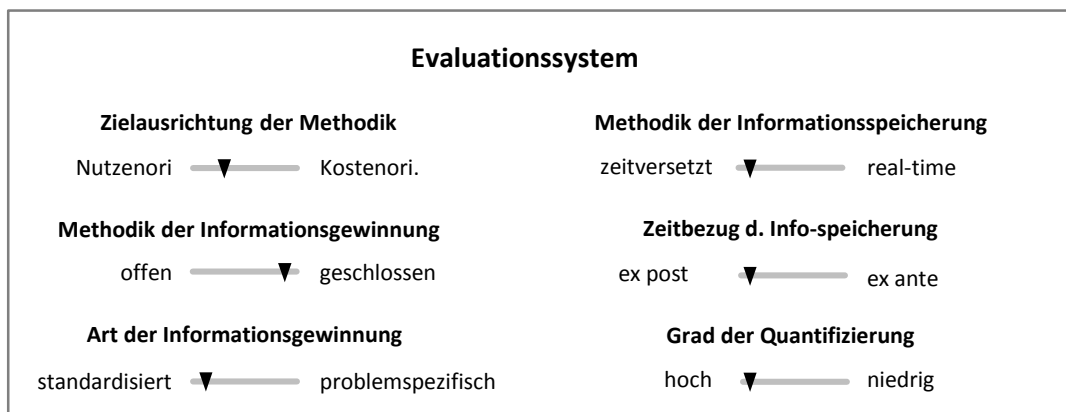 Evaluationssystem
Zielausrichtung der Methodik
Nutzenori Kostenori.
Methodik der Informationsgewinnung
offen geschlossen
Art der Informationsgewinnung
standardisiert problemspezifisch
Methodik der Informationsspeicherung
zeitversetzt real-time
Zeitbezug d. Info-speicherung
ex post ex ante
Grad der Quantifizierung
hoch niedrig